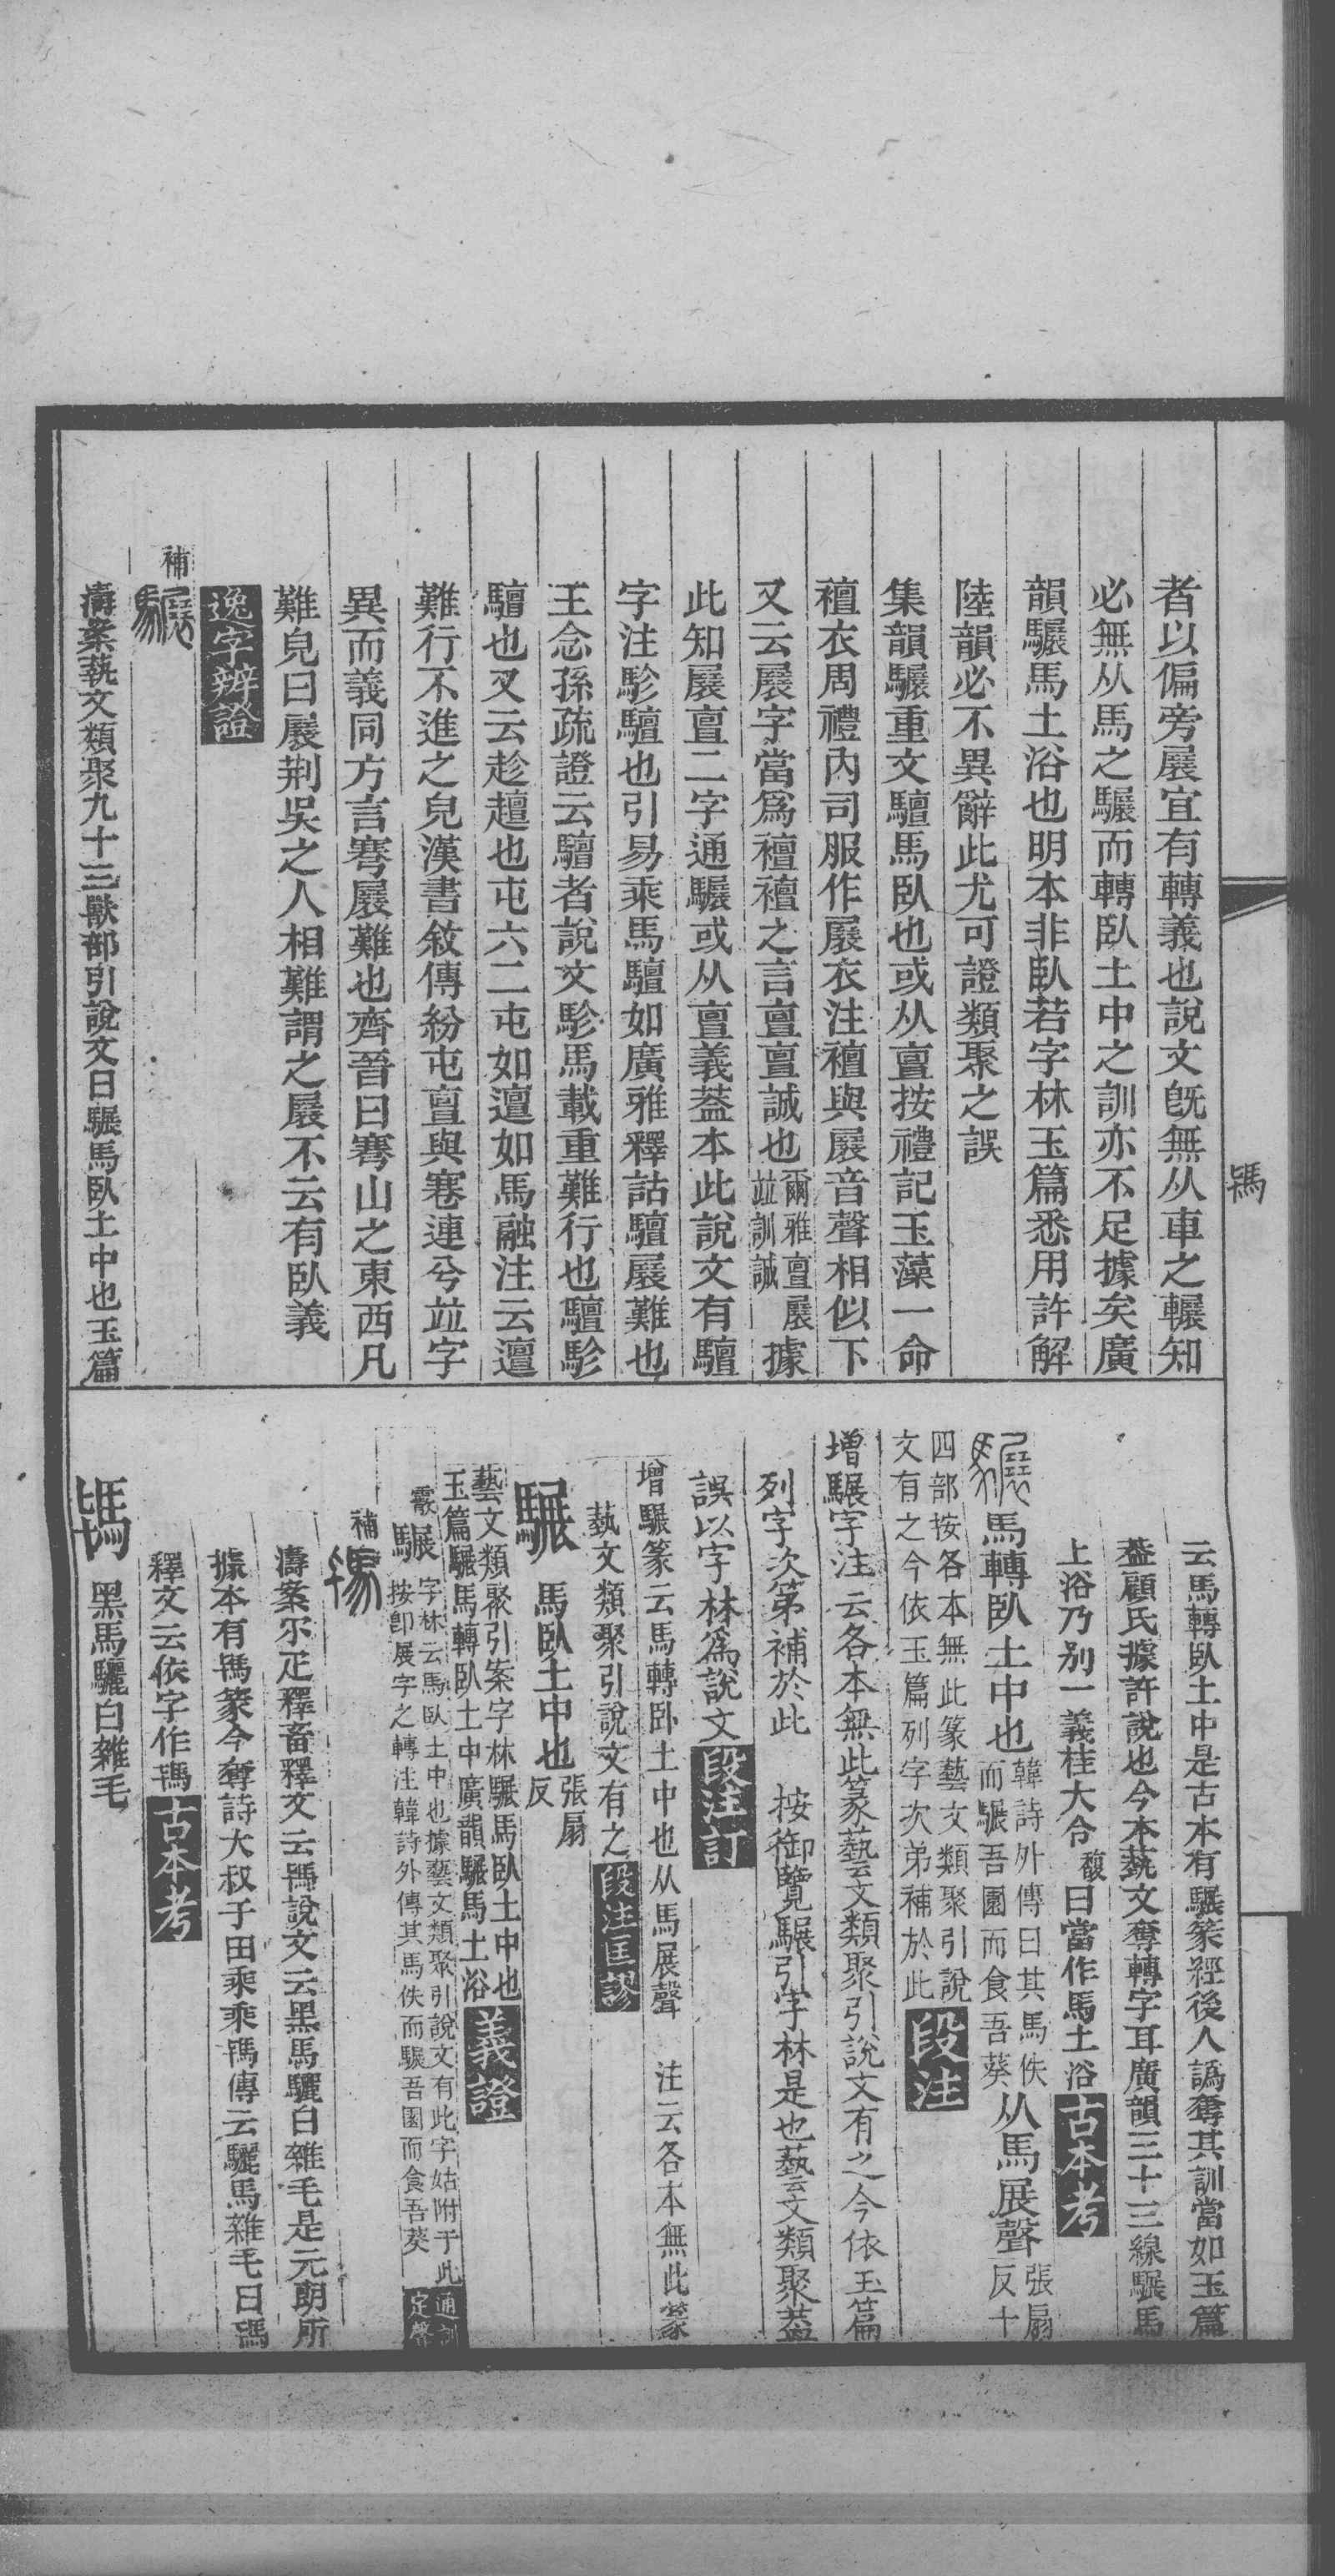 者以偏旁㞡宜有轉義也說文旣無从車之輾知
必無从馬之驏而轉臥土中之訓亦不足據矣廣
韻驏馬土浴也明本非臥若字林玉篇悉用許解
陸韻必不異辭此尤可證類聚之誤
集韻驏重文驙馬臥也或从亶按禮記玉藻一命
襢衣周禮內司服作展衣注襢與展音聲相似下
又云展字當爲襢襢之言亶亶誠也爾雅亶展
並訓誠據
此知展亶二字通驏或从亶義葢本此說文有驙
字注駗驙也引易乘馬驙如廣雅釋詁驙展難也
王念孫疏證云驙者說文駗馬載重難行也驙駗
驙也又云趁䟢也屯六二屯如邅如馬融注云邅
難行不進之皃漢書敘傳紛屯亶與蹇連兮並字
異而義同方言謇展難也齊晉曰謇山之東西凡
難皃曰展荆吳之人相難謂之展不云有臥義
逸字辨證
補
濤案蓺文類聚九十三獸部引說文曰驏馬臥土中也玉篇
云馬轉臥土中是古本有驏篆經後人譌奪其訓當如玉篇
葢顧氏據許說也今本蓺文奪轉字耳廣韻三十三線驏馬
上浴乃別一義桂大令馥曰當作馬土浴古本考
馬轉臥土中也韓詩外傳曰其馬佚
而驏吾園而食吾葵从馬展聲張扇
反十
四部按各本無此篆藝文類聚引說
文有之今依玉篇列字次弟補於此段注
增驏字注云各本無此篆藝文類聚引說文有之今依玉篇
列字次第補於此 按御覽驏引字林是也藝文類聚葢
誤以字林爲說文段注訂
增驏篆云馬轉卧土中也从馬展聲 注云各本無此篆
蓺文類聚引說文有之段注匡謬
驏 馬臥土中也張扇
反
藝文類聚引案字林驏馬臥土中也
玉篇驏馬轉臥土中廣韻驏馬土浴義證
驏字林云馬臥土中也據藝文類聚引說文有此字姑附于此
按卽展字之轉注韓詩外傳其馬佚而驏吾園而食吾葵通訓
定聲
補
濤案尒疋釋畜釋文云䮑說文云黑馬驪白雜毛是元朗所
據本有䮑篆今奪詩大叔于田乘乘䮑傳云驪馬雜毛曰䮑
釋文云依字作䮑古本考
黑馬驪白雜毛